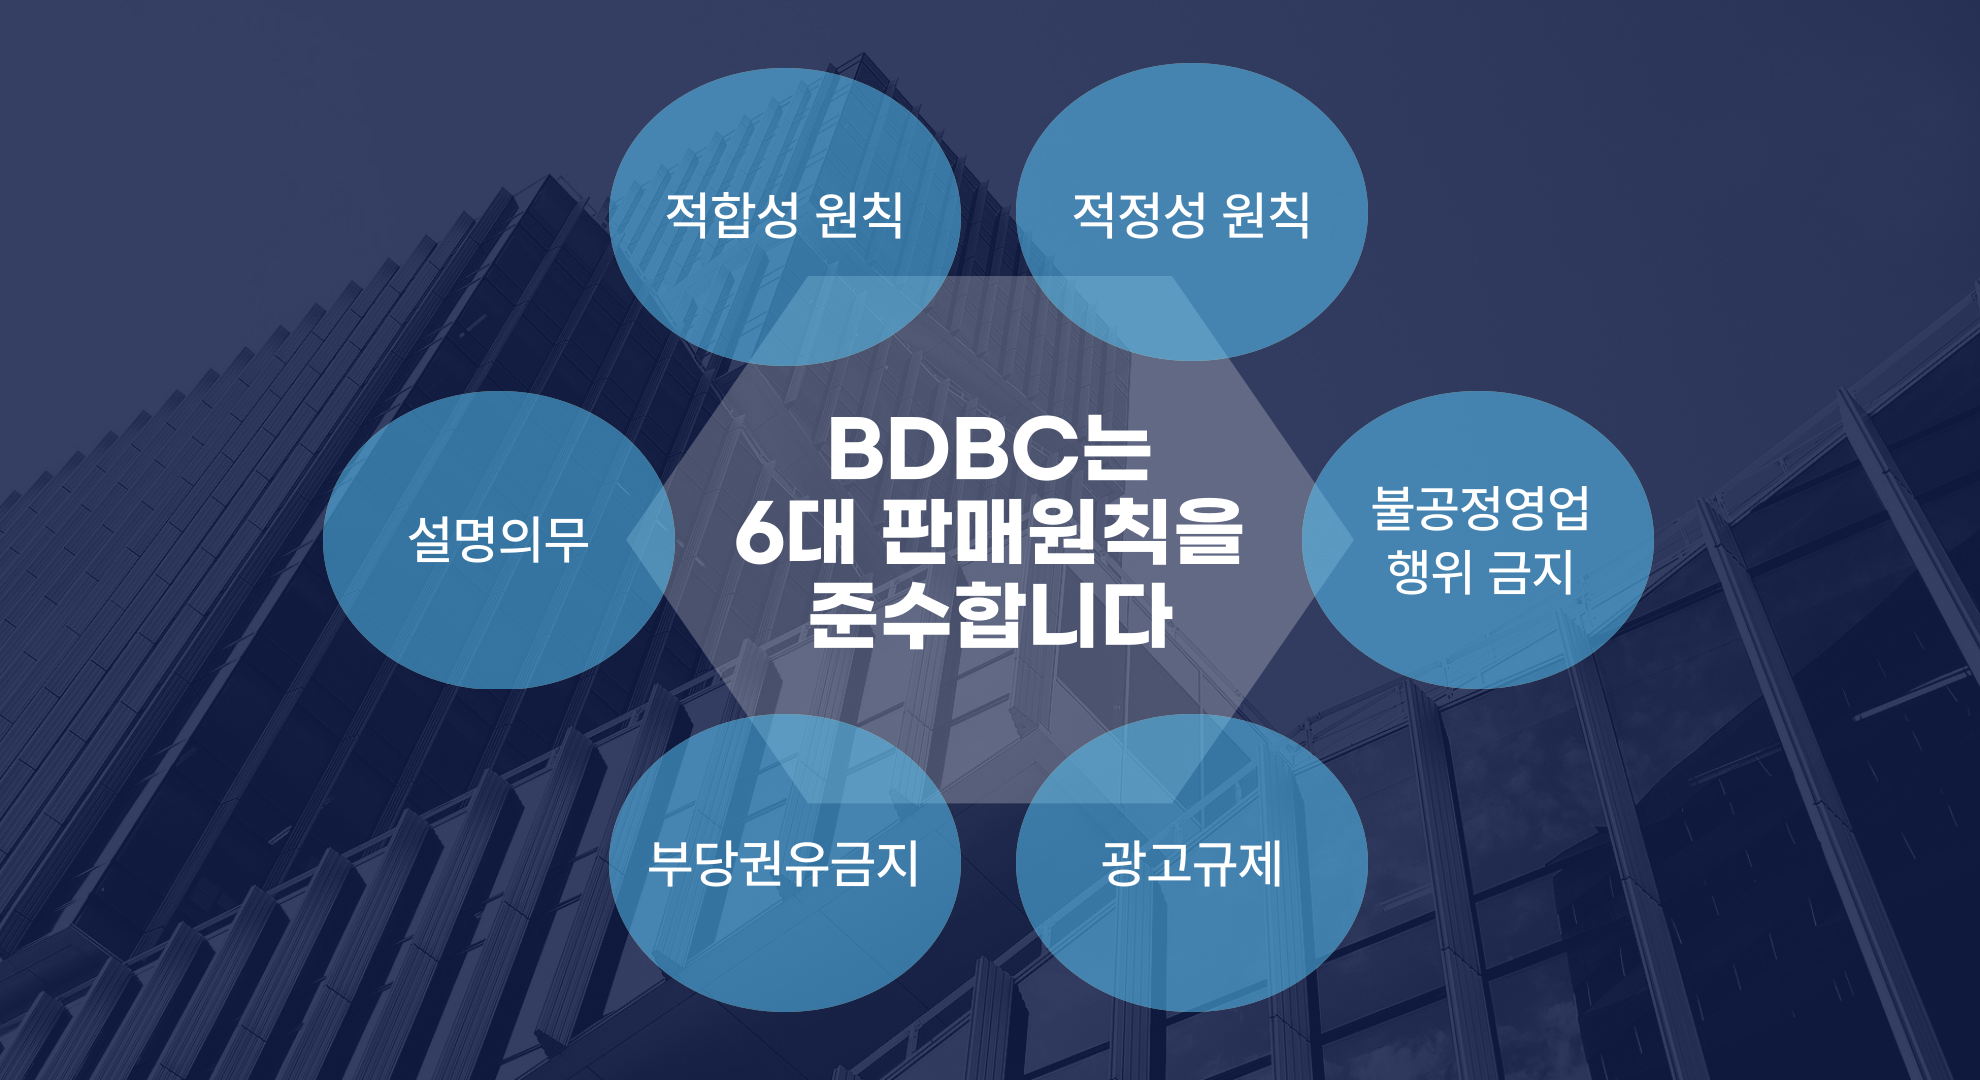 적합성 원칙
적정성 원칙
BDBC는
6대 판매원칙을
준수합니다
설명의무
불공정영업
행위 금지
부당권유금지
광고규제